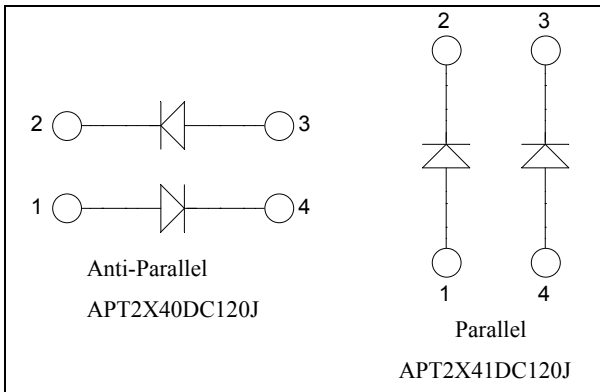 2 3
1 4
Anti-Parallel
APT2X40DC120J
2 3
1 4
Parallel
APT2X41DC120J